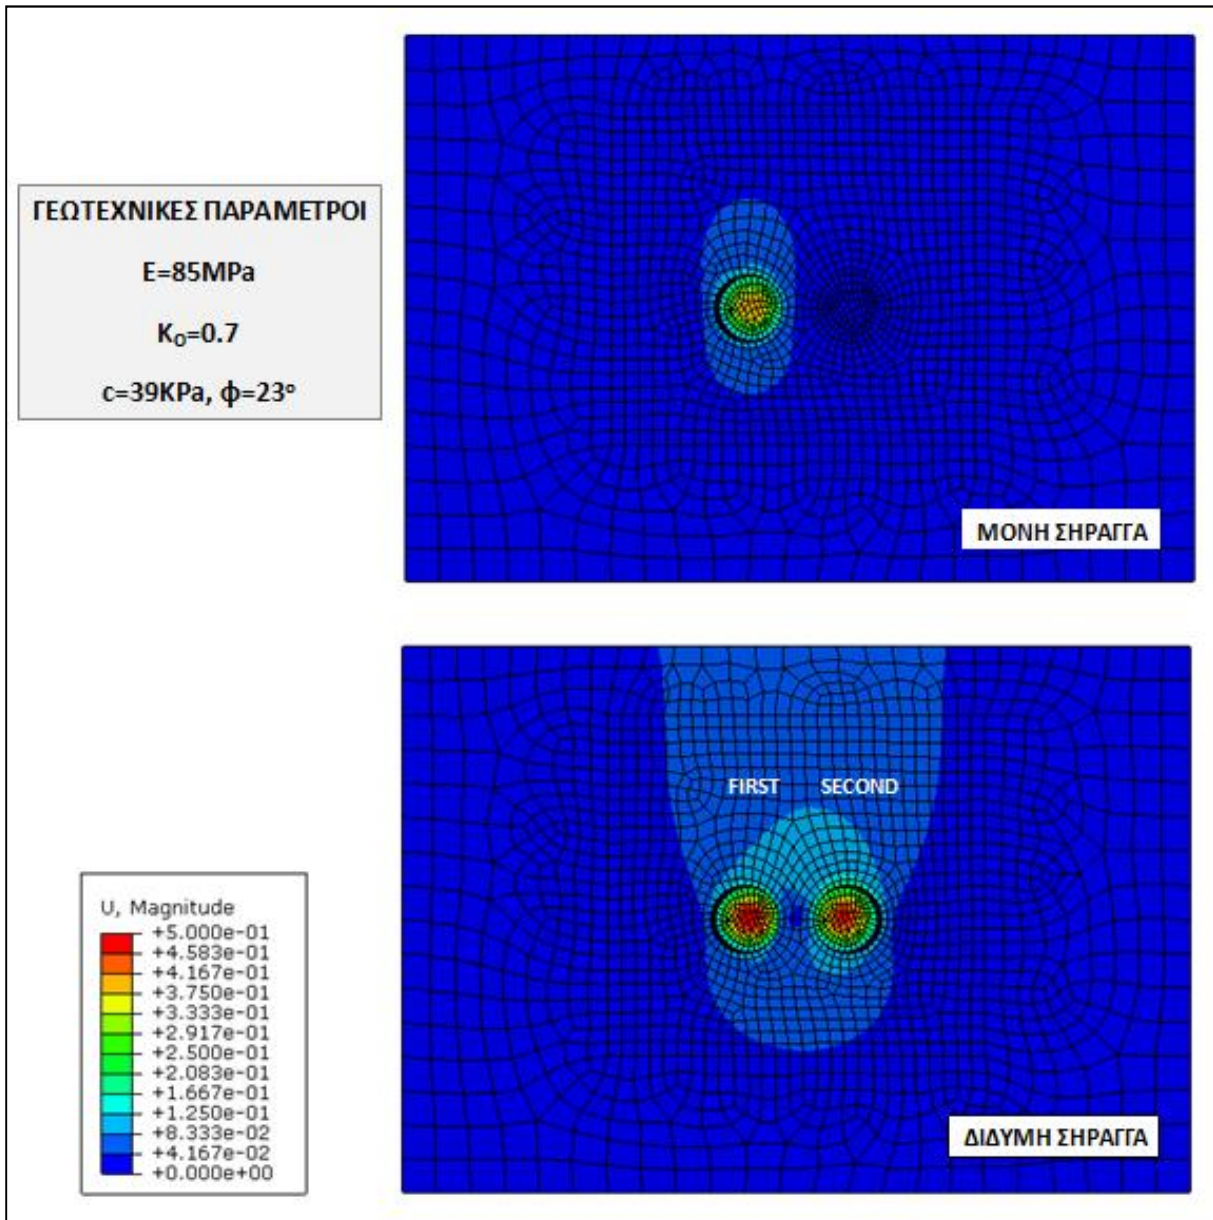 ΓΕΩΤΕΧΝΙΚΕΣ ΠΑΡΑΜΕΤΡΟΙ
E=85MPa
K₀=0.7
c=39KPa, φ=23°
ΜΟΝΗ ΣΗΡΑΓΓΑ
FIRST SECOND
U, Magnitude
+5.000e-01
+4.583e-01
+4.167e-01
+3.750e-01
+3.333e-01
+2.917e-01
+2.500e-01
+2.083e-01
+1.667e-01
+1.250e-01
+8.333e-02
+4.167e-02
+0.000e+00
ΔΙΔΥΜΗ ΣΗΡΑΓΓΑ